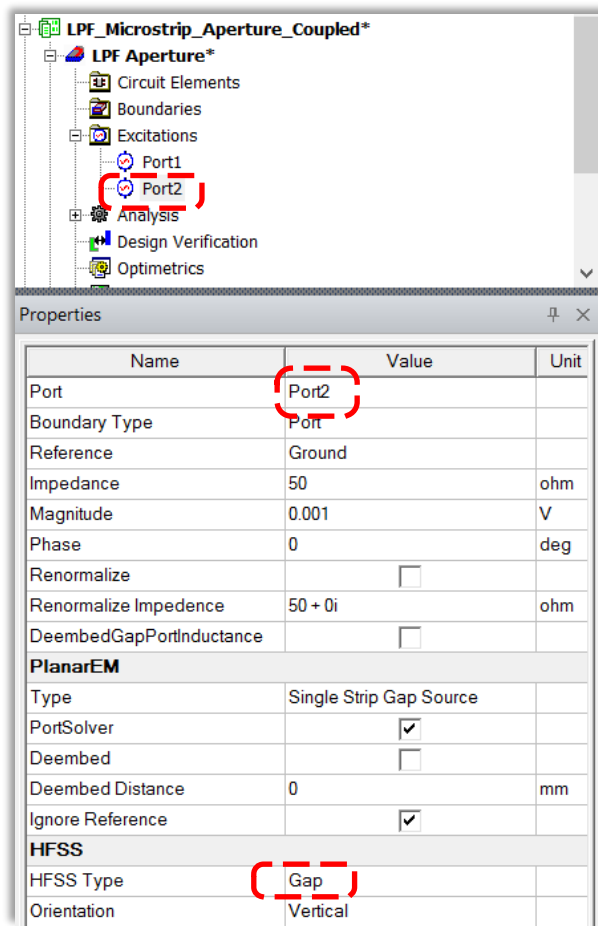 LPF_Microstrip_Aperture_Coupled*
LPF Aperture*
Circuit Elements
Boundaries
Excitations
Port1
Port2
Analysis
Design Verification
Optimetrics
Properties
Name Value Unit
Port Port2
Boundary Type Port
Reference Ground
Impedance 50 ohm
Magnitude 0.001 V
Phase 0 deg
Renormalize
Renormalize Impedence 50 + 0i ohm
DeembedGapPortInductance
PlanarEM
Type Single Strip Gap Source
PortSolver
Deembed
Deembed Distance 0 mm
Ignore Reference
HFSS
HFSS Type Gap
Orientation Vertical